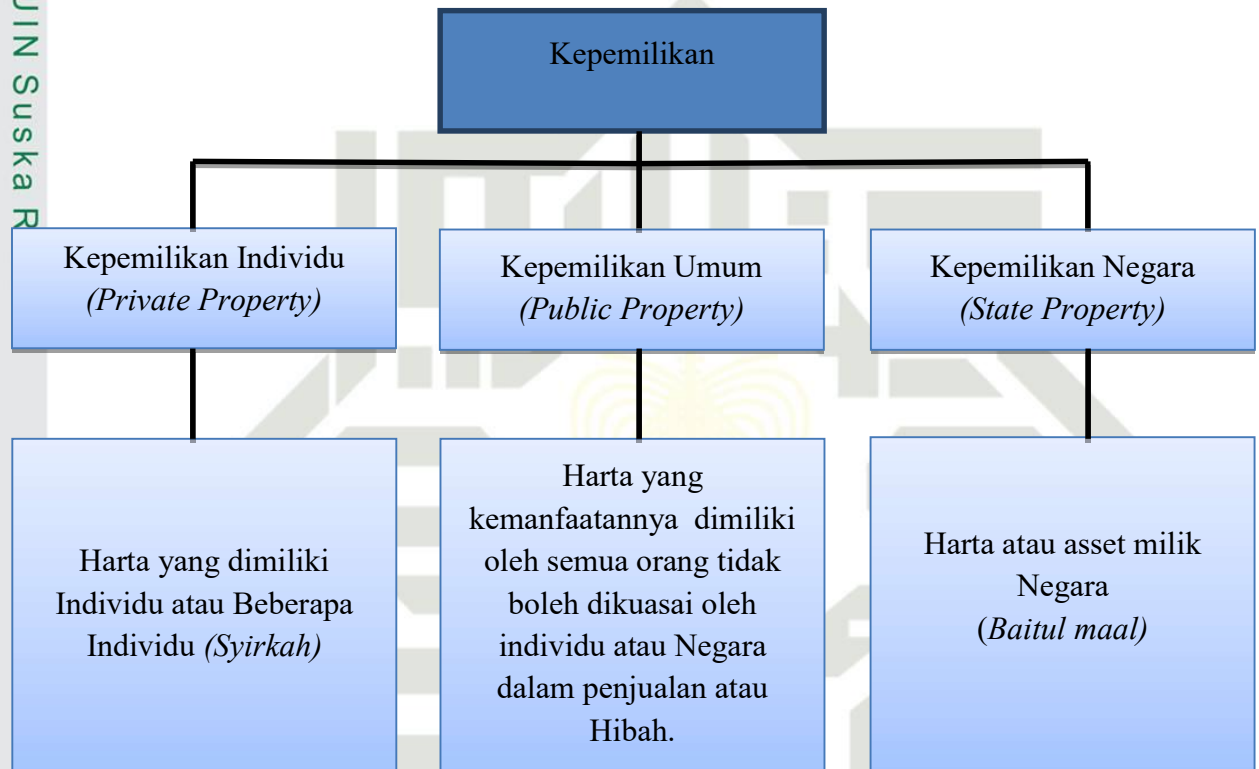 UIN Suska R
Kepemilikan
Kepemilikan Individu
(Private Property)
Kepemilikan Umum
(Public Property)
Kepemilikan Negara
(State Property)
Harta yang dimiliki
Individu atau Beberapa
Individu (Syirkah)
Harta yang
kemanfaatannya dimiliki
oleh semua orang tidak
boleh dikuasai oleh
individu atau Negara
dalam penjualan atau
Hibah.
Harta atau asset milik
Negara
(Baitul maal)